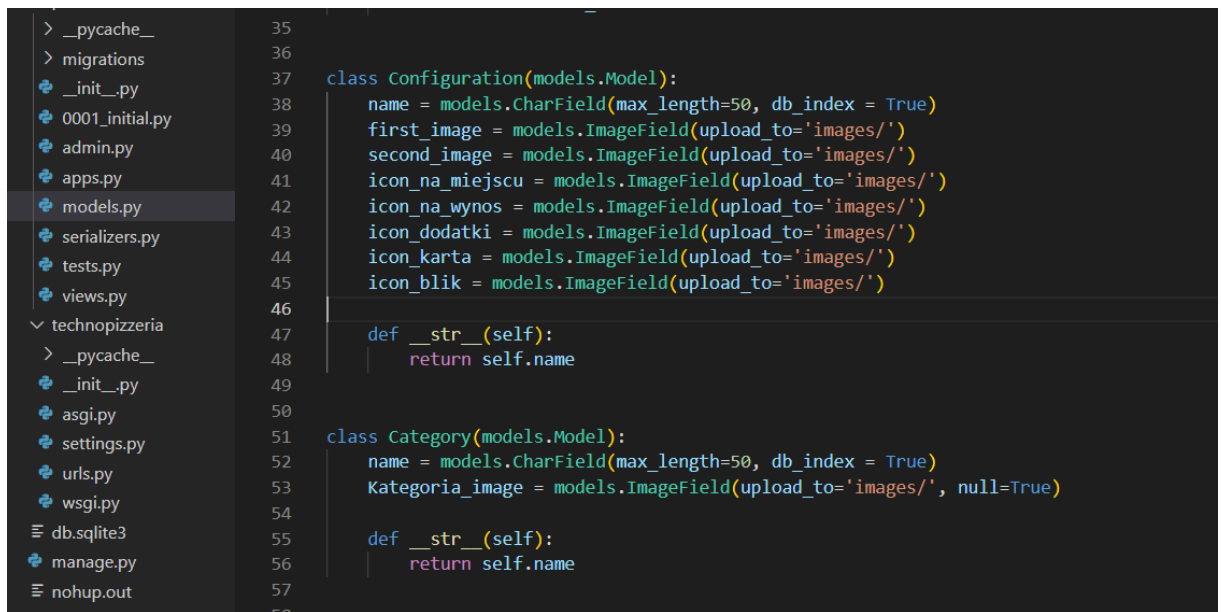 __pycache__
migrations
__init__.py
0001_initial.py
admin.py
apps.py
models.py
serializers.py
tests.py
views.py
technopizzeria
__pycache__
__init__.py
asgi.py
settings.py
urls.py
wsgi.py
db.sqlite3
manage.py
nohup.out
35
36
37 class Configuration(models.Model):
38     name = models.CharField(max_length=50, db_index = True)
39     first_image = models.ImageField(upload_to='images/')
40     second_image = models.ImageField(upload_to='images/')
41     icon_na_miejscu = models.ImageField(upload_to='images/')
42     icon_na_wynos = models.ImageField(upload_to='images/')
43     icon_dodatki = models.ImageField(upload_to='images/')
44     icon_karta = models.ImageField(upload_to='images/')
45     icon_blik = models.ImageField(upload_to='images/')
46
47     def __str__(self):
48         return self.name
49
50
51 class Category(models.Model):
52     name = models.CharField(max_length=50, db_index = True)
53     Kategoria_image = models.ImageField(upload_to='images/', null=True)
54
55     def __str__(self):
56         return self.name
57